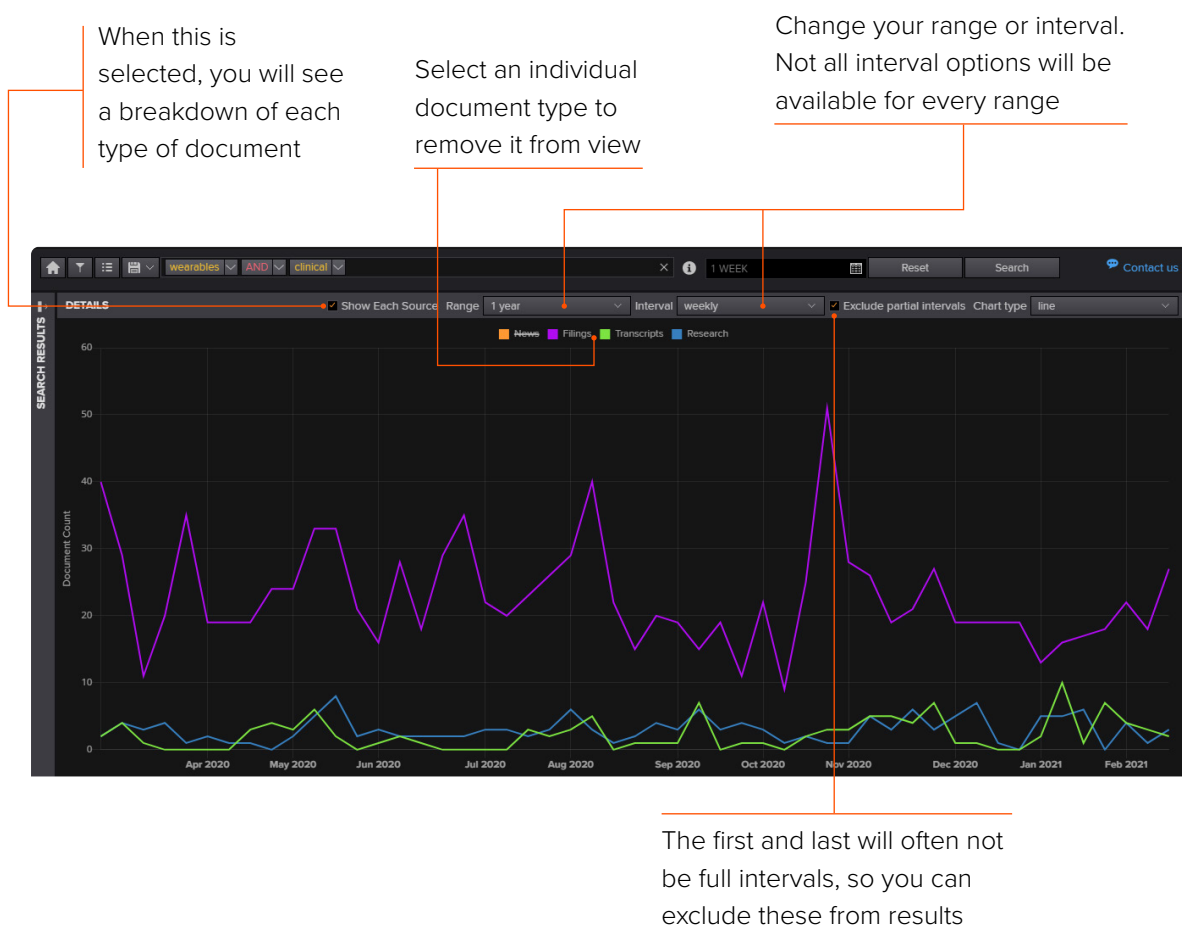 When this is
selected, you will see
a breakdown of each
type of document
Select an individual
document type to
remove it from view
Change your range or interval.
Not all interval options will be
available for every range
wearables AND clinical 1 WEEK Reset Search Contact us
DETAILS Show Each Source Range 1 year Interval weekly Exclude partial intervals Chart type line
SEARCH RESULTS
News Filings Transcripts Research
Document Count
60
50
40
30
20
10
0
Apr 2020 May 2020 Jun 2020 Jul 2020 Aug 2020 Sep 2020 Oct 2020 Nov 2020 Dec 2020 Jan 2021 Feb 2021
The first and last will often not
be full intervals, so you can
exclude these from results